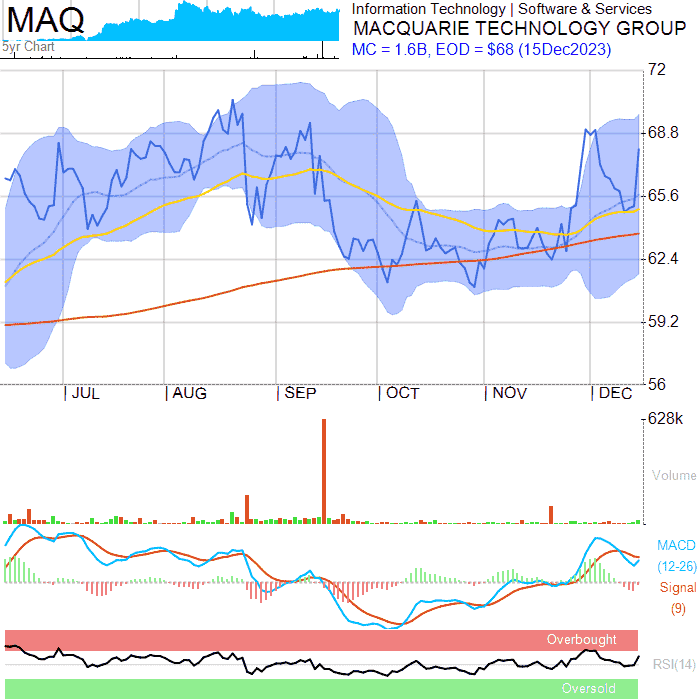 MAQ
5yr Chart
Information Technology | Software & Services
MACQUARIE TECHNOLOGY GROUP
MC = 1.6B, EOD = $68 (15Dec2023)
72
68.8
65.6
62.4
59.2
56
JUL
AUG
SEP
OCT
NOV
DEC
628k
Volume
MACD
(12-26)
Signal
(9)
Overbought
RSI(14)
Oversold